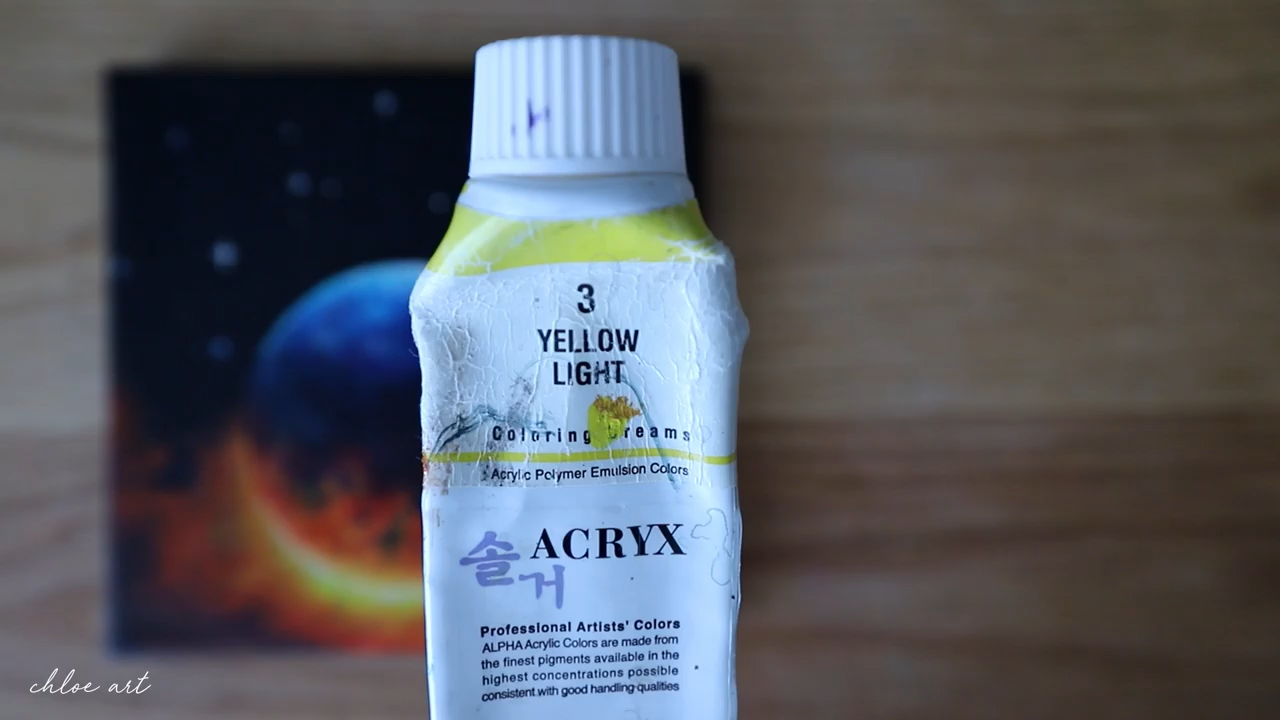 3
YELLOW
LIGHT
Coloring Dreams
Acrylic Polymer Emulsion Colors
솔거
ACRYX
Professional Artists' Colors
ALPHA Acrylic Colors are made from
the finest pigments available in the
highest concentrations possible
consistent with good handling qualities
chloe art